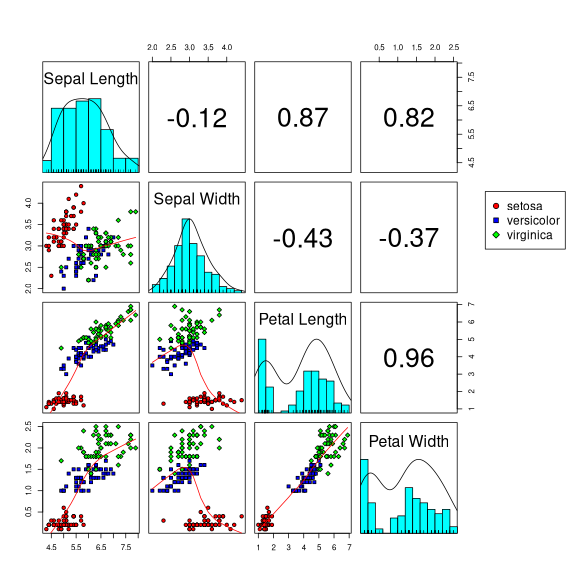 2.0 3.0 4.0
0.5 1.0 1.5 2.0 2.5
Sepal Length
-0.12
0.87
0.82
4.5 5.5 6.5 7.5
2.0 2.5 3.0 3.5 4.0
Sepal Width
-0.43
-0.37
setosa
versicolor
virginica
Petal Length
0.96
1 2 3 4 5 6 7
0.5 1.0 1.5 2.0 2.5
Petal Width
4.5 5.5 6.5 7.5
1 2 3 4 5 6 7